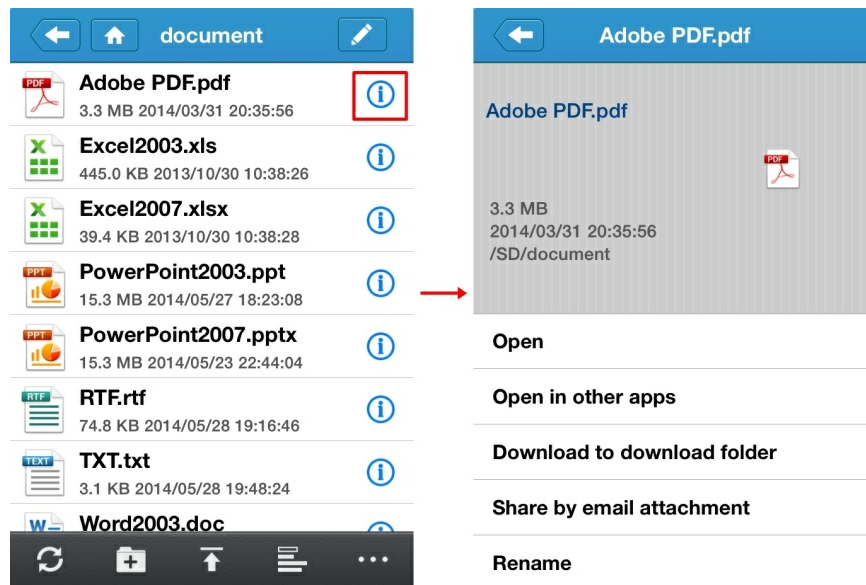 document
Adobe PDF.pdf
3.3 MB 2014/03/31 20:35:56
Excel2003.xls
445.0 KB 2013/10/30 10:38:26
Excel2007.xlsx
39.4 KB 2013/10/30 10:38:28
PPT
PowerPoint2003.ppt
15.3 MB 2014/05/27 18:23:08
PPT
PowerPoint2007.pptx
15.3 MB 2014/05/23 22:44:04
RTF
RTF.rtf
74.8 KB 2014/05/28 19:16:46
TEXT
TXT.txt
3.1 KB 2014/05/28 19:48:24
W
Word2003.doc
Adobe PDF.pdf
Adobe PDF.pdf
PDF
3.3 MB
2014/03/31 20:35:56
/SD/document
Open
Open in other apps
Download to download folder
Share by email attachment
Rename